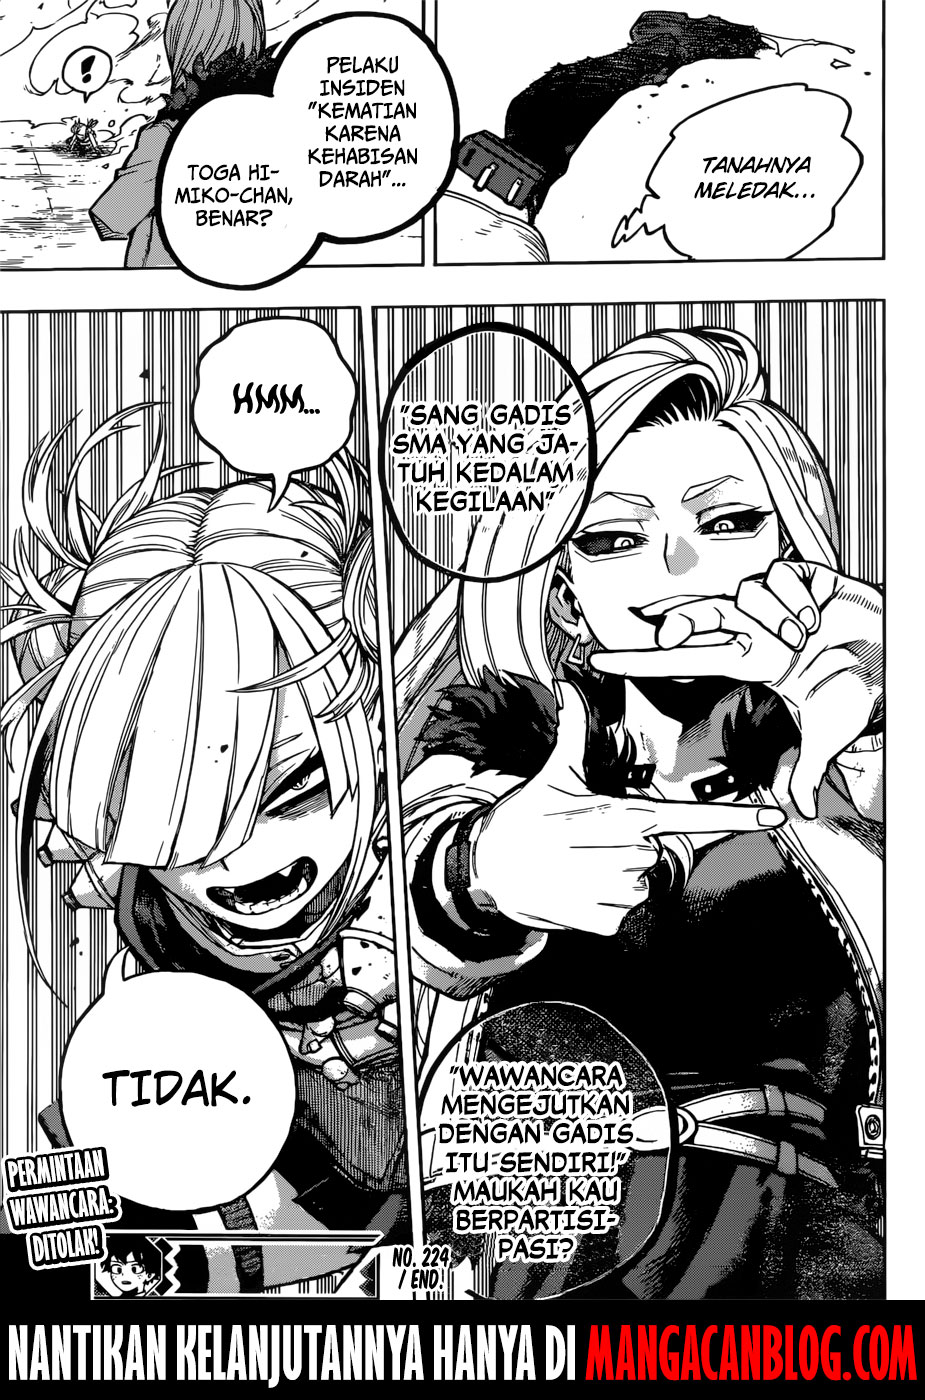 TANAHNYA
MELEDAK...
!
PELAKU
INSIDEN
"KEMATIAN
KARENA
KEHABISAN
DARAH"...
TOGA HI-
MIKO-CHAN,
BENAR?
"SANG GADIS
SMA YANG JA-
TUH KEDALAM
KEGILAAN"
HMM...
"WAWANCARA
MENGEJUTKAN
DENGAN GADIS
ITU SENDIRI!"
MAUKAH KAU
BERPARTISI-
PASI?
TIDAK.
PERMINTAAN
WAWANCARA:
DITOLAK!
NO. 224
/ END.
NANTIKAN KELANJUTANNYA HANYA DI MANGACANBLOG.COM